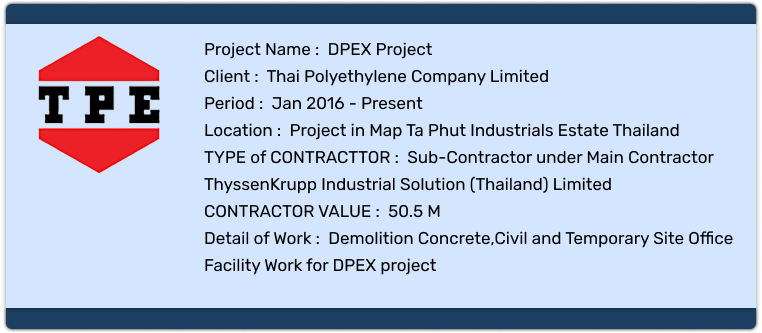 TPE
Project Name : DPEX Project
Client : Thai Polyethylene Company Limited
Period : Jan 2016 - Present
Location : Project in Map Ta Phut Industrials Estate Thailand
TYPE of CONTRACTTOR : Sub-Contractor under Main Contractor
ThyssenKrupp Industrial Solution (Thailand) Limited
CONTRACTOR VALUE : 50.5 M
Detail of Work : Demolition Concrete,Civil and Temporary Site Office
Facility Work for DPEX project